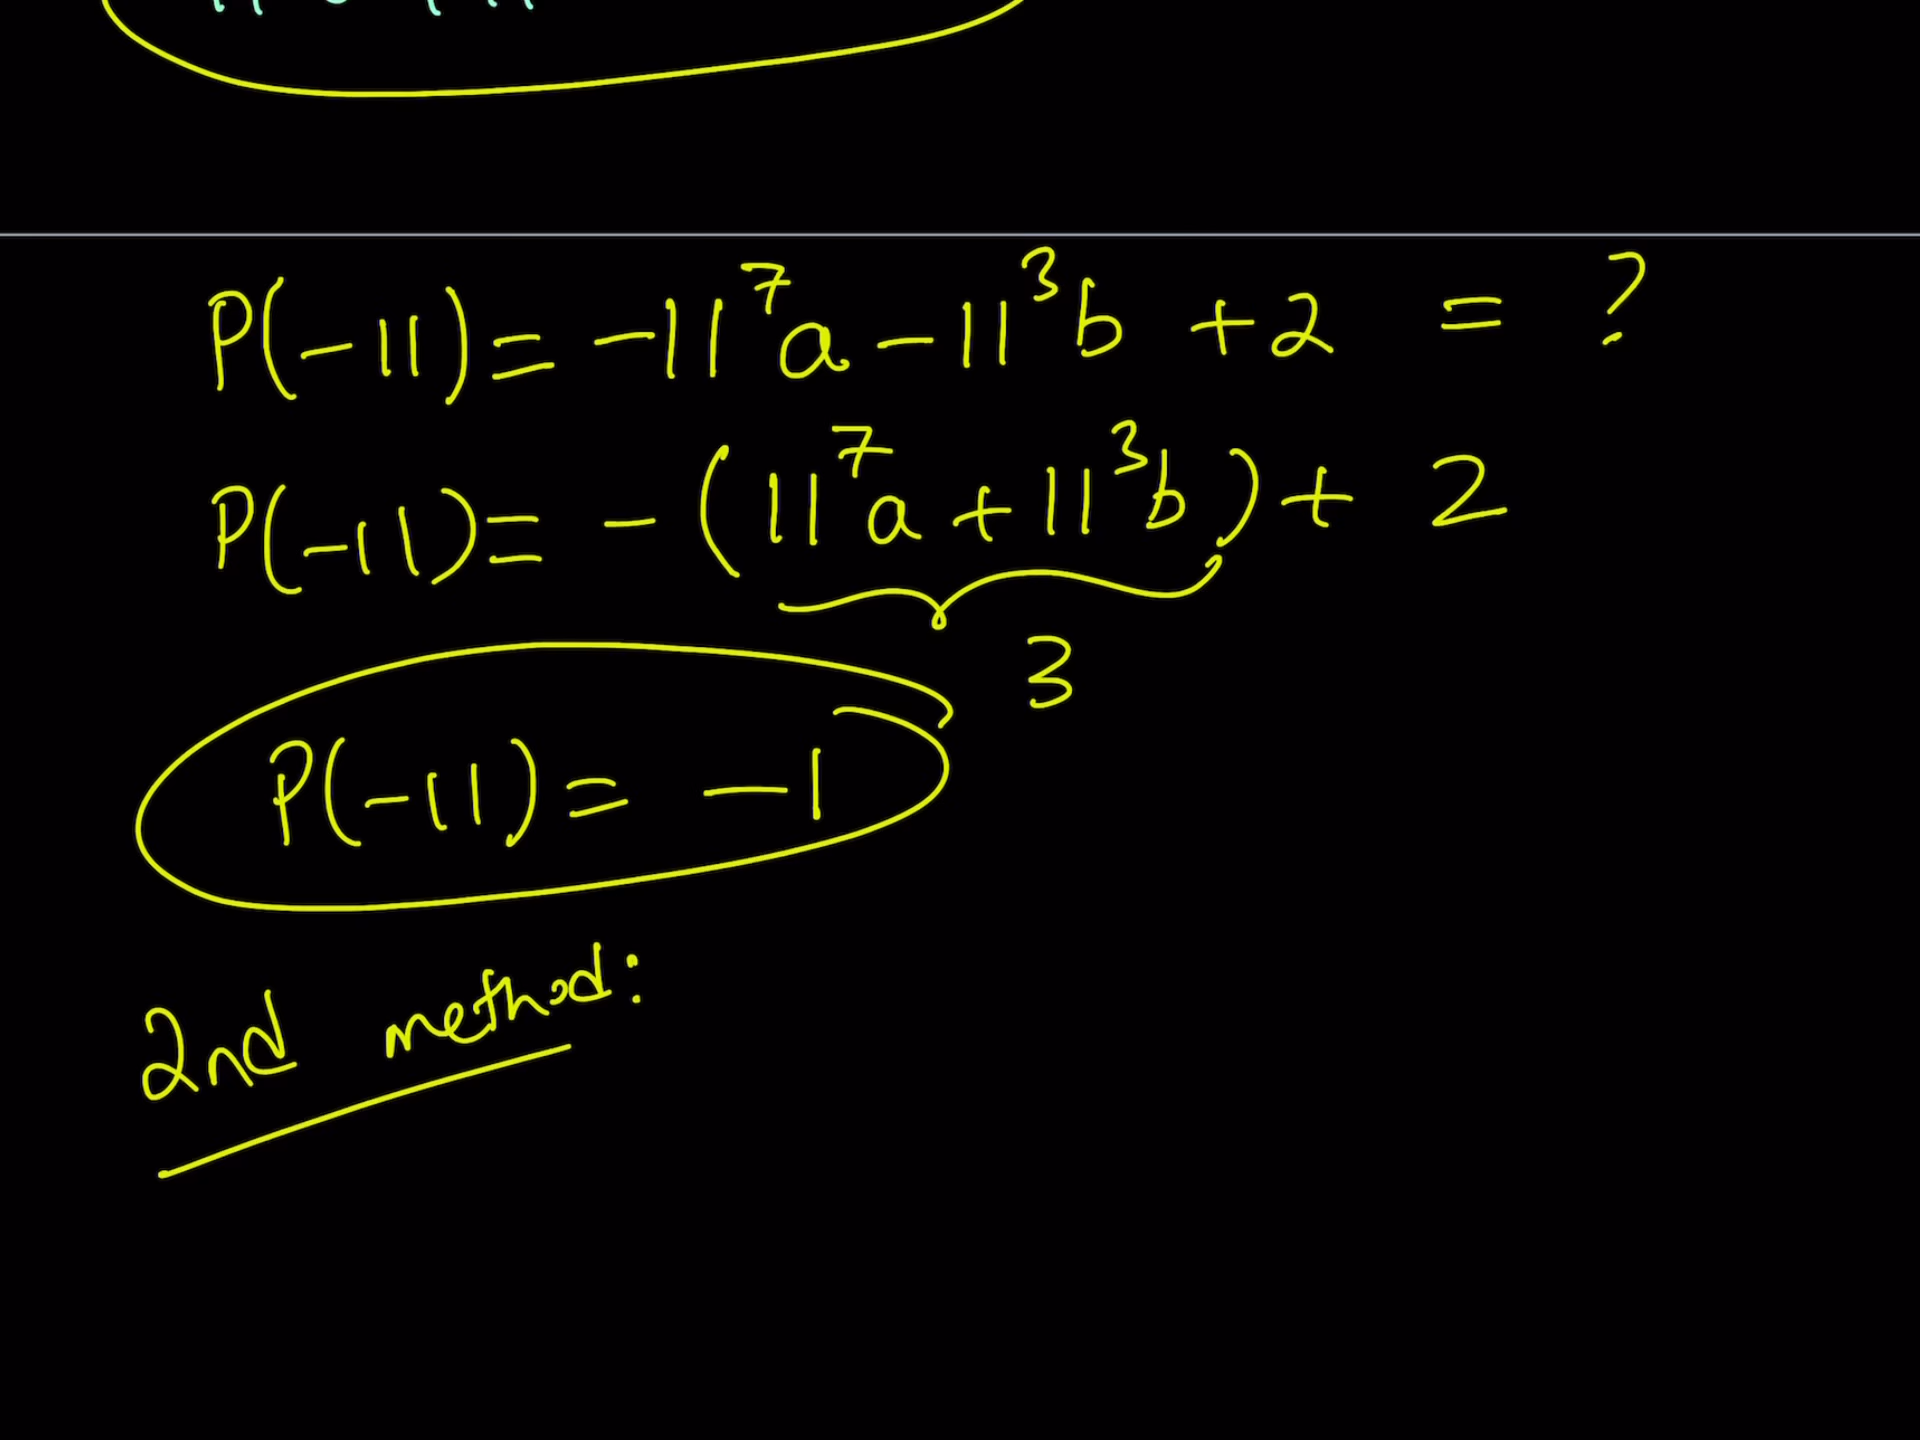 P(-11) = -11⁷a - 11³b + 2 = ?
P(-11) = - (11⁷a + 11³b) + 2
3
P(-11) = -1
2nd method: